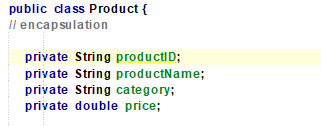 public class Product {
// encapsulation
private String productID;
private String productName;
private String category;
private double price;